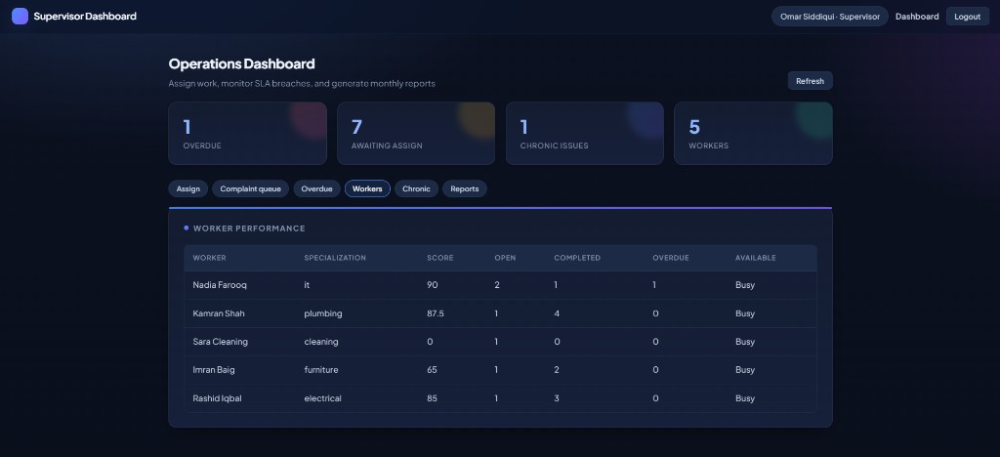 Supervisor Dashboard
Omar Siddiqui · Supervisor Dashboard Logout
Operations Dashboard
Assign work, monitor SLA breaches, and generate monthly reports
Refresh
1 7 1 5
OVERDUE AWAITING ASSIGN CHRONIC ISSUES WORKERS
Assign Complaint queue Overdue Workers Chronic Reports
WORKER PERFORMANCE
WORKER SPECIALIZATION SCORE OPEN COMPLETED OVERDUE AVAILABLE
Nadia Farooq it 90 2 1 1 Busy
Kamran Shah plumbing 87.5 1 4 0 Busy
Sara Cleaning cleaning 0 1 0 0 Busy
Imran Baig furniture 65 1 2 0 Busy
Rashid Iqbal electrical 85 1 3 0 Busy